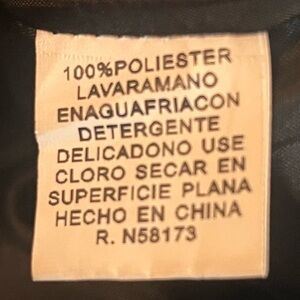 100%POLIESTER
LAVARAMANO
ENAGUAFRIACON
DETERGENTE
DELICADONO USE
CLORO SECAR EN
SUPERFICIE PLANA
HECHO EN CHINA
R. N58173